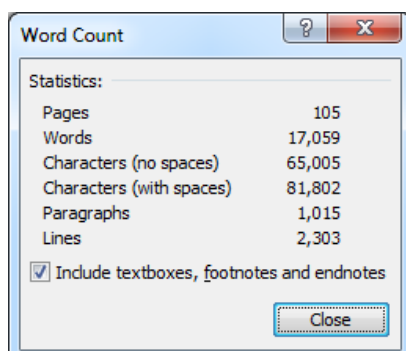 Word Count
Statistics:
Pages 105
Words 17,059
Characters (no spaces) 65,005
Characters (with spaces) 81,802
Paragraphs 1,015
Lines 2,303
Include textboxes, footnotes and endnotes
Close